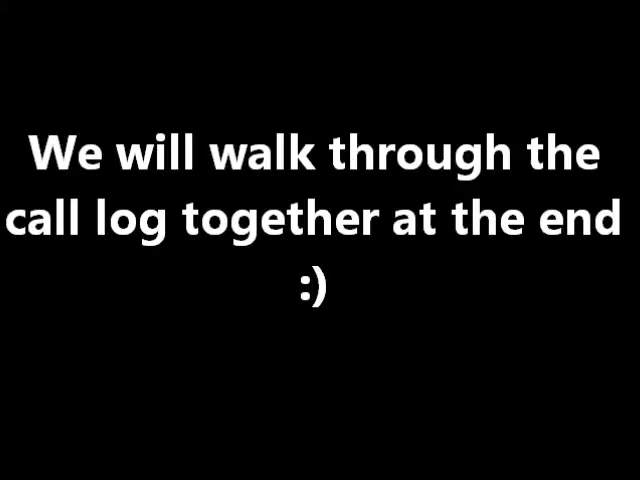 We will walk through the
call log together at the end
:)